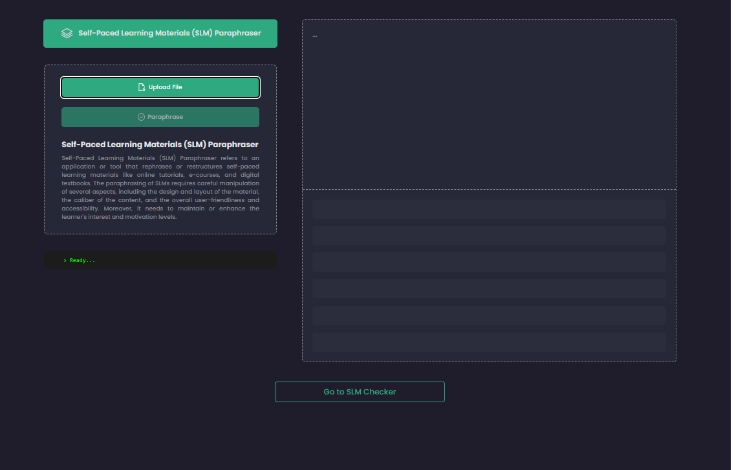 Self-Paced Learning Materials (SLM) Paraphraser
Upload File
Paraphrase
Self-Paced Learning Materials (SLM) Paraphraser
Self-Paced Learning Materials (SLM) Paraphraser refers to an
application or tool that rephrases or restructures self-paced
learning materials like online tutorials, e-courses, and digital
textbooks. The paraphrasing of SLMs requires careful manipulation
of several aspects, including the design and layout of the material,
the caliber of the content, and the overall user-friendliness and
accessibility. Moreover, it needs to maintain or enhance the
learner's interest and motivation levels.
> Ready...
...
Go to SLM Checker